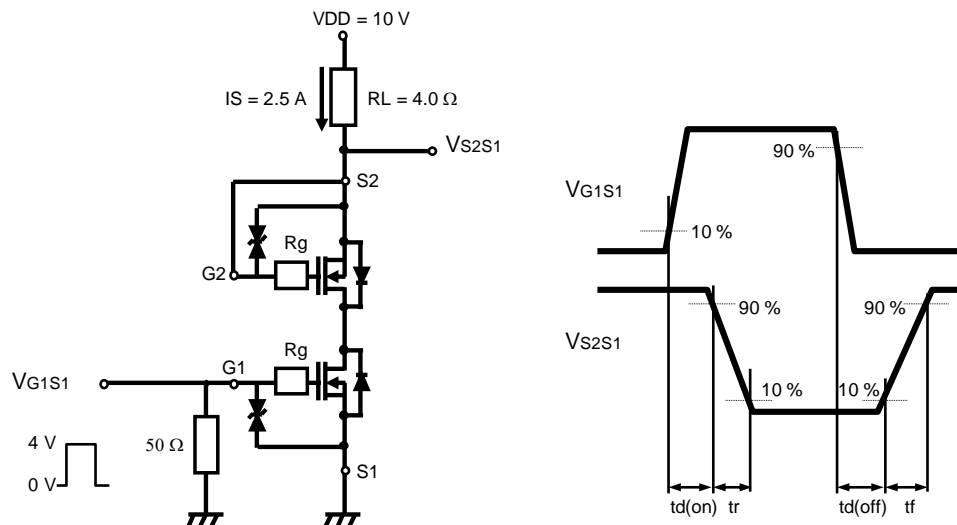 VDD = 10 V
IS = 2.5 A
RL = 4.0 Ω
VS2S1
S2
Rg
G2
Rg
G1
VG1S1
50 Ω
4 V
0 V
S1
90 %
VG1S1
10 %
90 %
90 %
VS2S1
10 %
10 %
td(on) tr td(off) tf